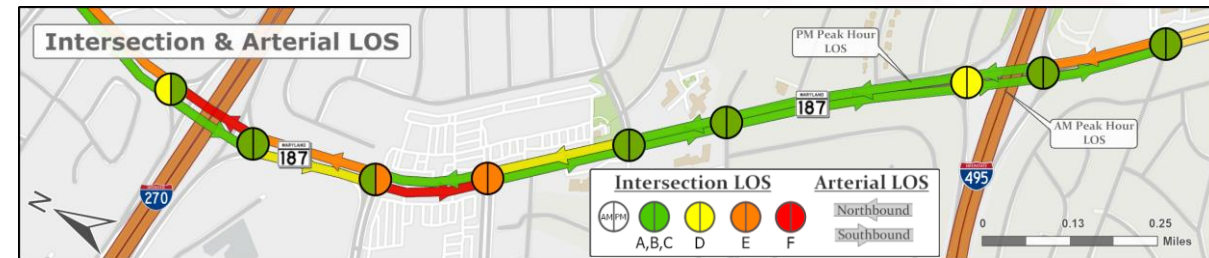 Intersection & Arterial LOS
PM Peak Hour
LOS
MARYLAND
187
AM Peak Hour
LOS
MARYLAND
187
INTERSTATE
495
270
N
Intersection LOS
Arterial LOS
AM PM
Northbound
Southbound
A,B,C
D
E
F
0
0.13
0.25
Miles